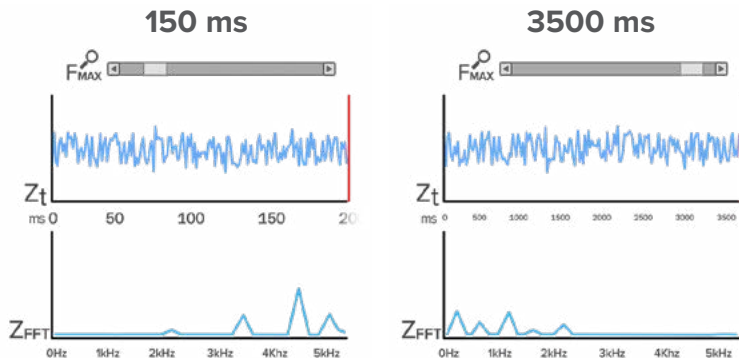 150 ms
3500 ms
FMAX
FMAX
Zt
ms 0 50 100 150 20
Zt
ms 0 500 1000 1500 2000 2500 3000 3500
ZFFT
0Hz 1kHz 2kHz 3kHz 4Khz 5kHz
ZFFT
0Hz 1kHz 2kHz 3kHz 4Khz 5kHz